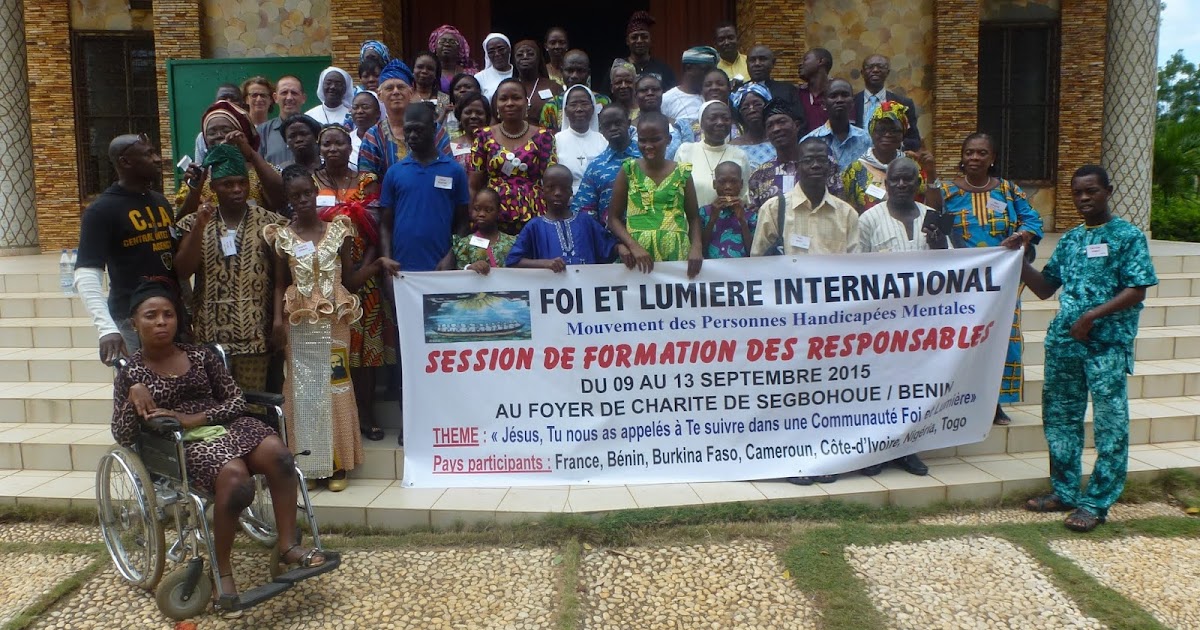 C.I.A
FOI ET LUMIERE INTERNATIONAL
Mouvement des Personnes Handicapées Mentales
SESSION DE FORMATION DES RESPONSABLES
DU 09 AU 13 SEPTEMBRE 2015
AU FOYER DE CHARITE DE SEGBOHOUE / BENIN
THEME : « Jésus, Tu nous as appelés à Te suivre dans une Communauté Foi et Lumière»
Pays participants : France, Bénin, Burkina Faso, Cameroun, Côte-d'Ivoire, Nigéria, Togo